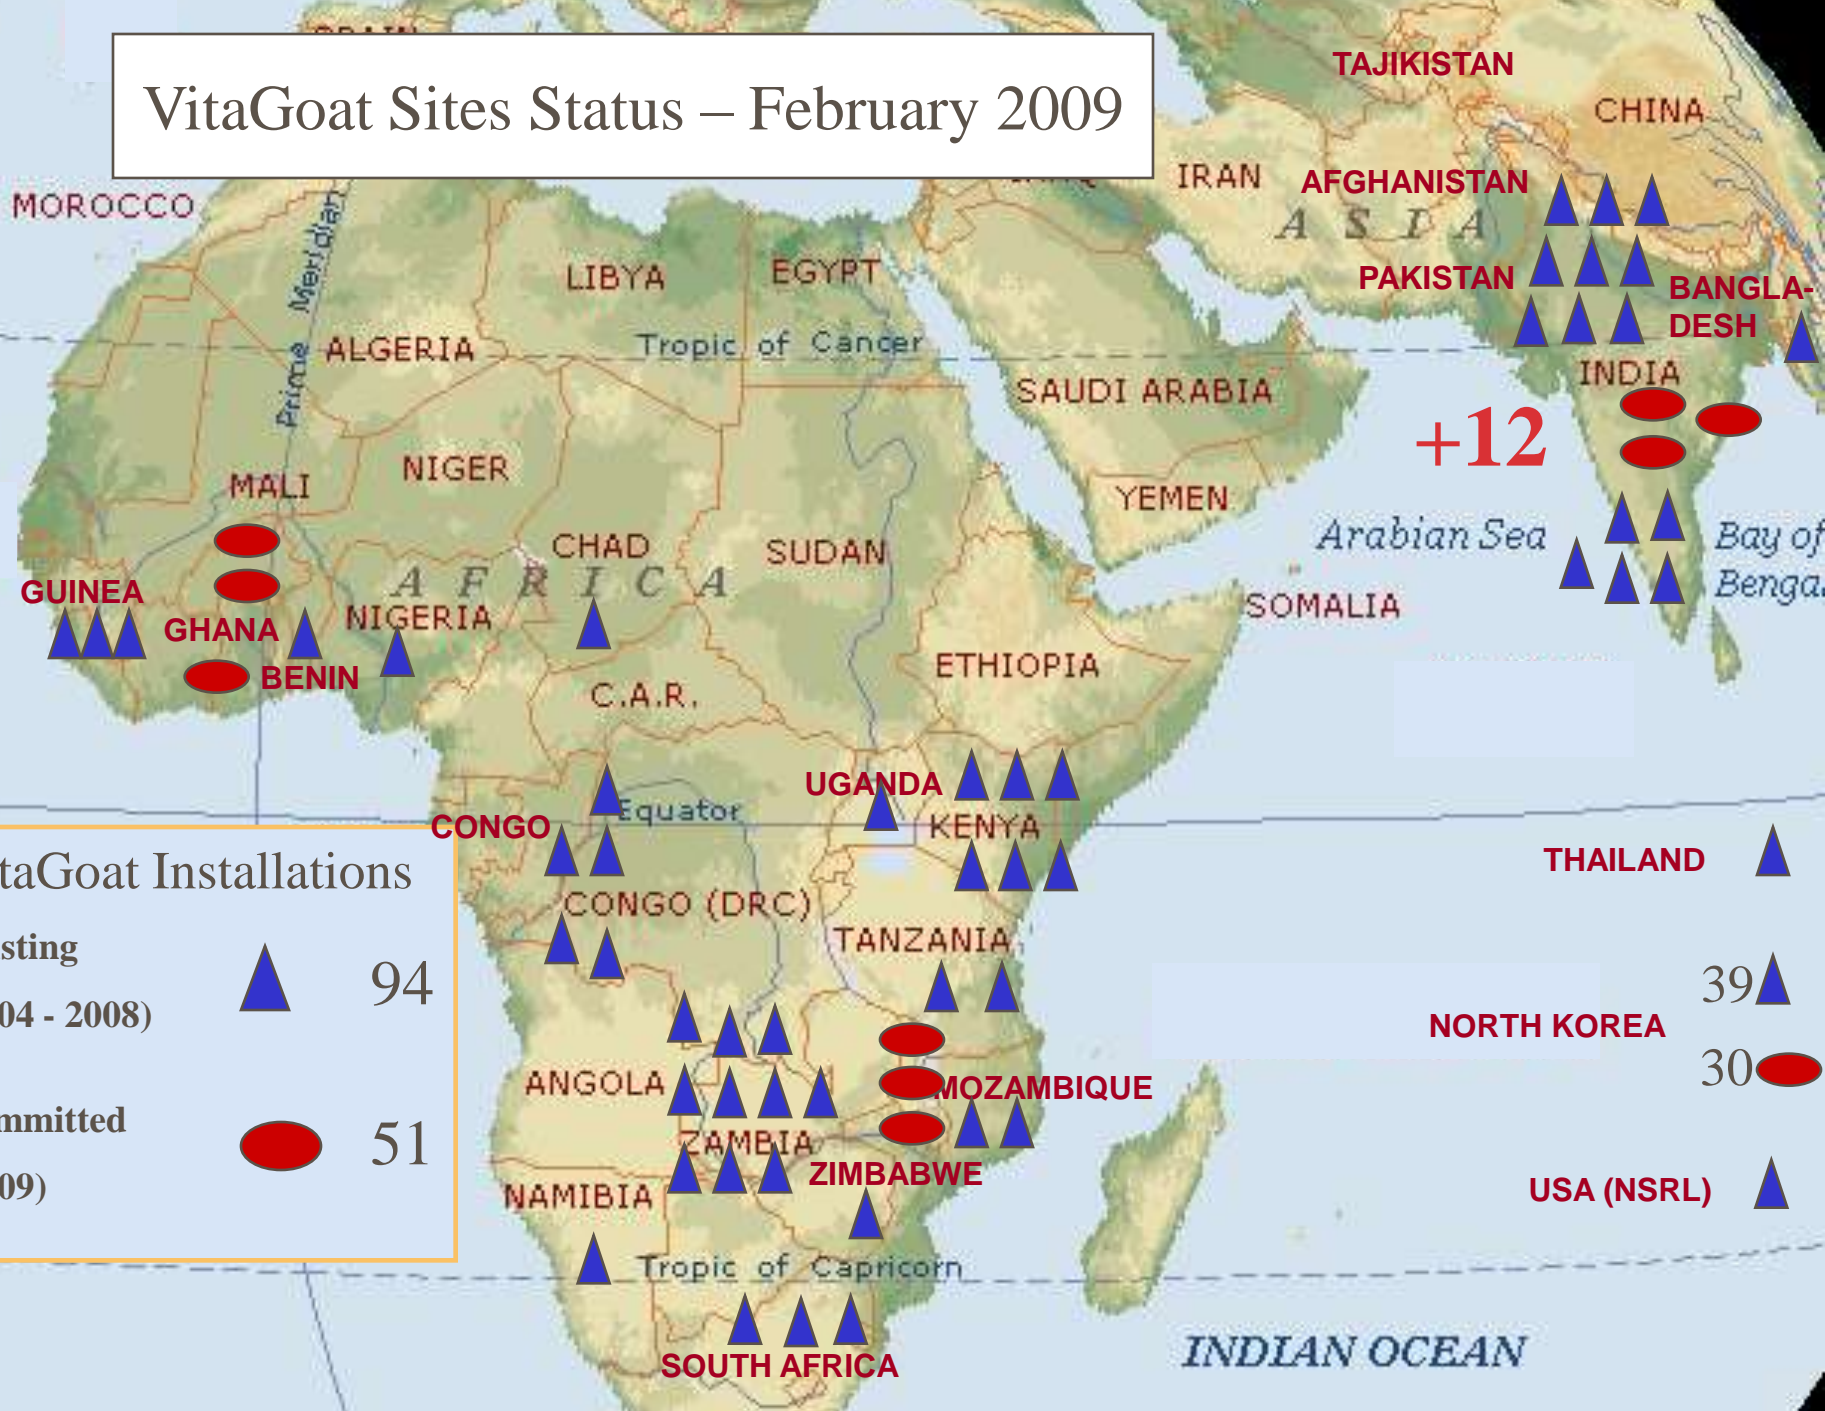 VitaGoat Sites Status – February 2009
TAJIKISTAN
CHINA
IRAN
AFGHANISTAN
A S I A
MOROCCO
Prime Meridian
LIBYA
EGYPT
PAKISTAN
BANGLA-
DESH
ALGERIA
Tropic of Cancer
SAUDI ARABIA
INDIA
+12
MALI
NIGER
YEMEN
CHAD
SUDAN
Arabian Sea
Bay of
Benga
A F R I C A
GUINEA
GHANA
NIGERIA
BENIN
SOMALIA
ETHIOPIA
C.A.R.
UGANDA
Equator
CONGO
KENYA
THAILAND
CONGO (DRC)
TANZANIA
taGoat Installations
sting
04 - 2008)
94
mmitted
09)
51
39
NORTH KOREA
30
ANGOLA
MOZAMBIQUE
ZAMBIA
ZIMBABWE
NAMIBIA
USA (NSRL)
Tropic of Capricorn
SOUTH AFRICA
INDIAN OCEAN